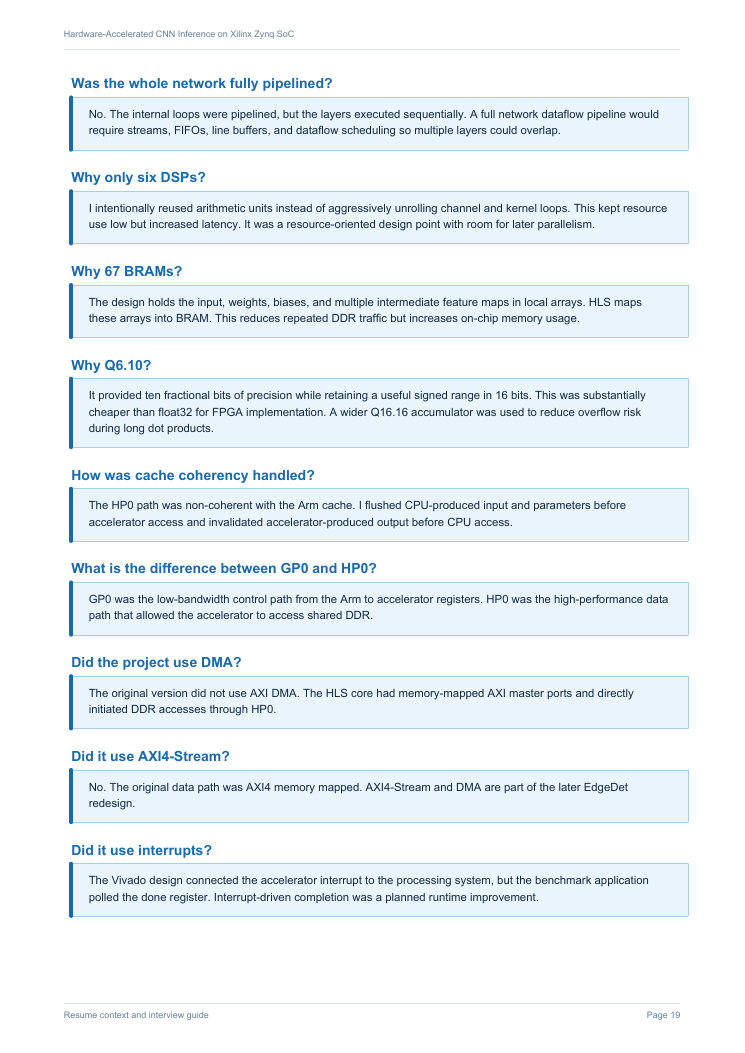 Hardware-Accelerated CNN Inference on Xilinx Zynq SoC
Was the whole network fully pipelined?
No. The internal loops were pipelined, but the layers executed sequentially. A full network dataflow pipeline would
require streams, FIFOs, line buffers, and dataflow scheduling so multiple layers could overlap.
Why only six DSPs?
I intentionally reused arithmetic units instead of aggressively unrolling channel and kernel loops. This kept resource
use low but increased latency. It was a resource-oriented design point with room for later parallelism.
Why 67 BRAMs?
The design holds the input, weights, biases, and multiple intermediate feature maps in local arrays. HLS maps
these arrays into BRAM. This reduces repeated DDR traffic but increases on-chip memory usage.
Why Q6.10?
It provided ten fractional bits of precision while retaining a useful signed range in 16 bits. This was substantially
cheaper than float32 for FPGA implementation. A wider Q16.16 accumulator was used to reduce overflow risk
during long dot products.
How was cache coherency handled?
The HP0 path was non-coherent with the Arm cache. I flushed CPU-produced input and parameters before
accelerator access and invalidated accelerator-produced output before CPU access.
What is the difference between GP0 and HP0?
GP0 was the low-bandwidth control path from the Arm to accelerator registers. HP0 was the high-performance data
path that allowed the accelerator to access shared DDR.
Did the project use DMA?
The original version did not use AXI DMA. The HLS core had memory-mapped AXI master ports and directly
initiated DDR accesses through HP0.
Did it use AXI4-Stream?
No. The original data path was AXI4 memory mapped. AXI4-Stream and DMA are part of the later EdgeDet
redesign.
Did it use interrupts?
The Vivado design connected the accelerator interrupt to the processing system, but the benchmark application
polled the done register. Interrupt-driven completion was a planned runtime improvement.
Resume context and interview guide
Page 19